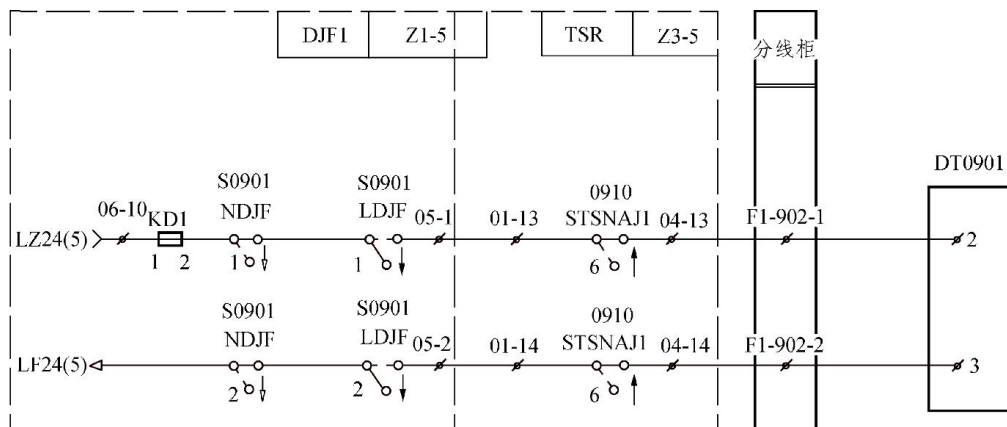 DJF1 Z1-5 TSR Z3-5
分线柜
DT0901
S0901 S0901 0910
06-10 KD1 NDJF LDJF 05-1 01-13 STSNAJ1 04-13 F1-902-1
LZ24(5) 2
1 2 1 1 6
S0901 S0901 0910
NDJF LDJF 05-2 01-14 STSNAJ1 04-14 F1-902-2
LF24(5) 3
2 2 6